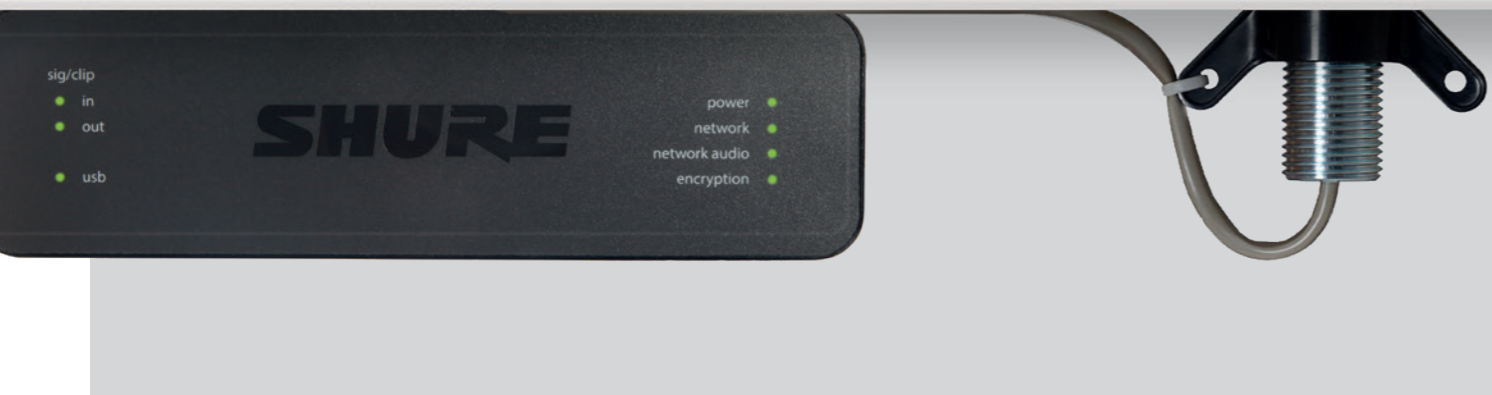 sig/clip
in
out
usb
SHURE
power
network
network audio
encryption